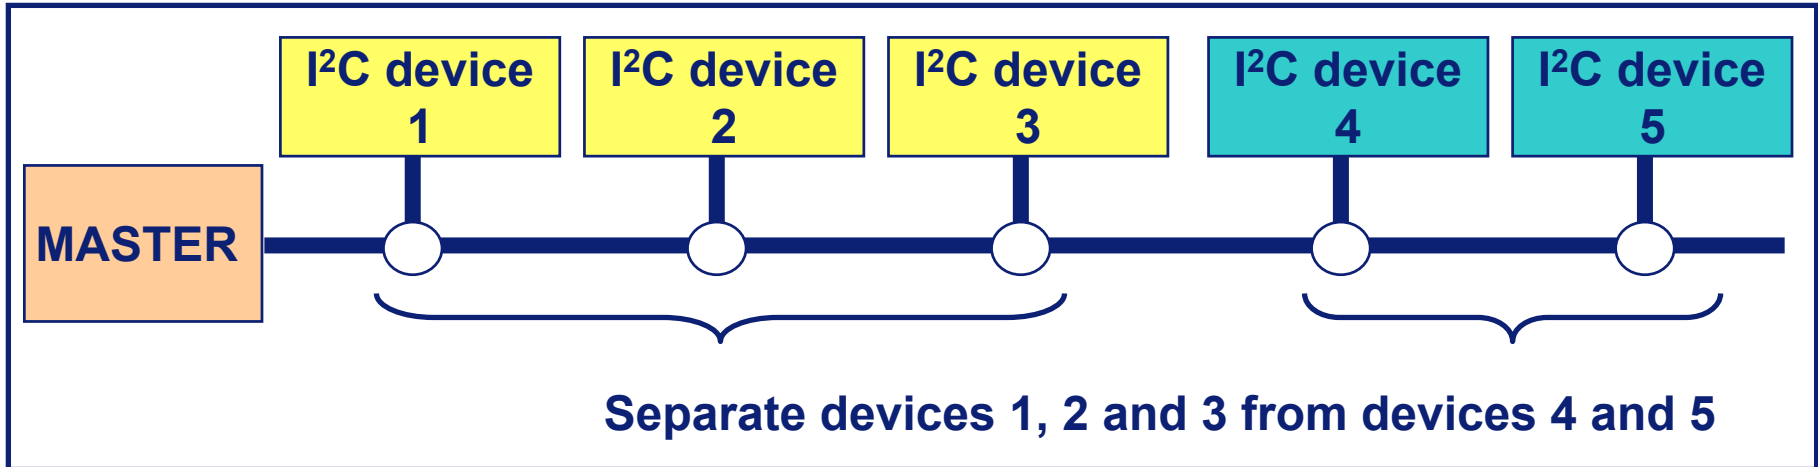 I²C device
1
I²C device
2
I²C device
3
I²C device
4
I²C device
5
MASTER
Separate devices 1, 2 and 3 from devices 4 and 5